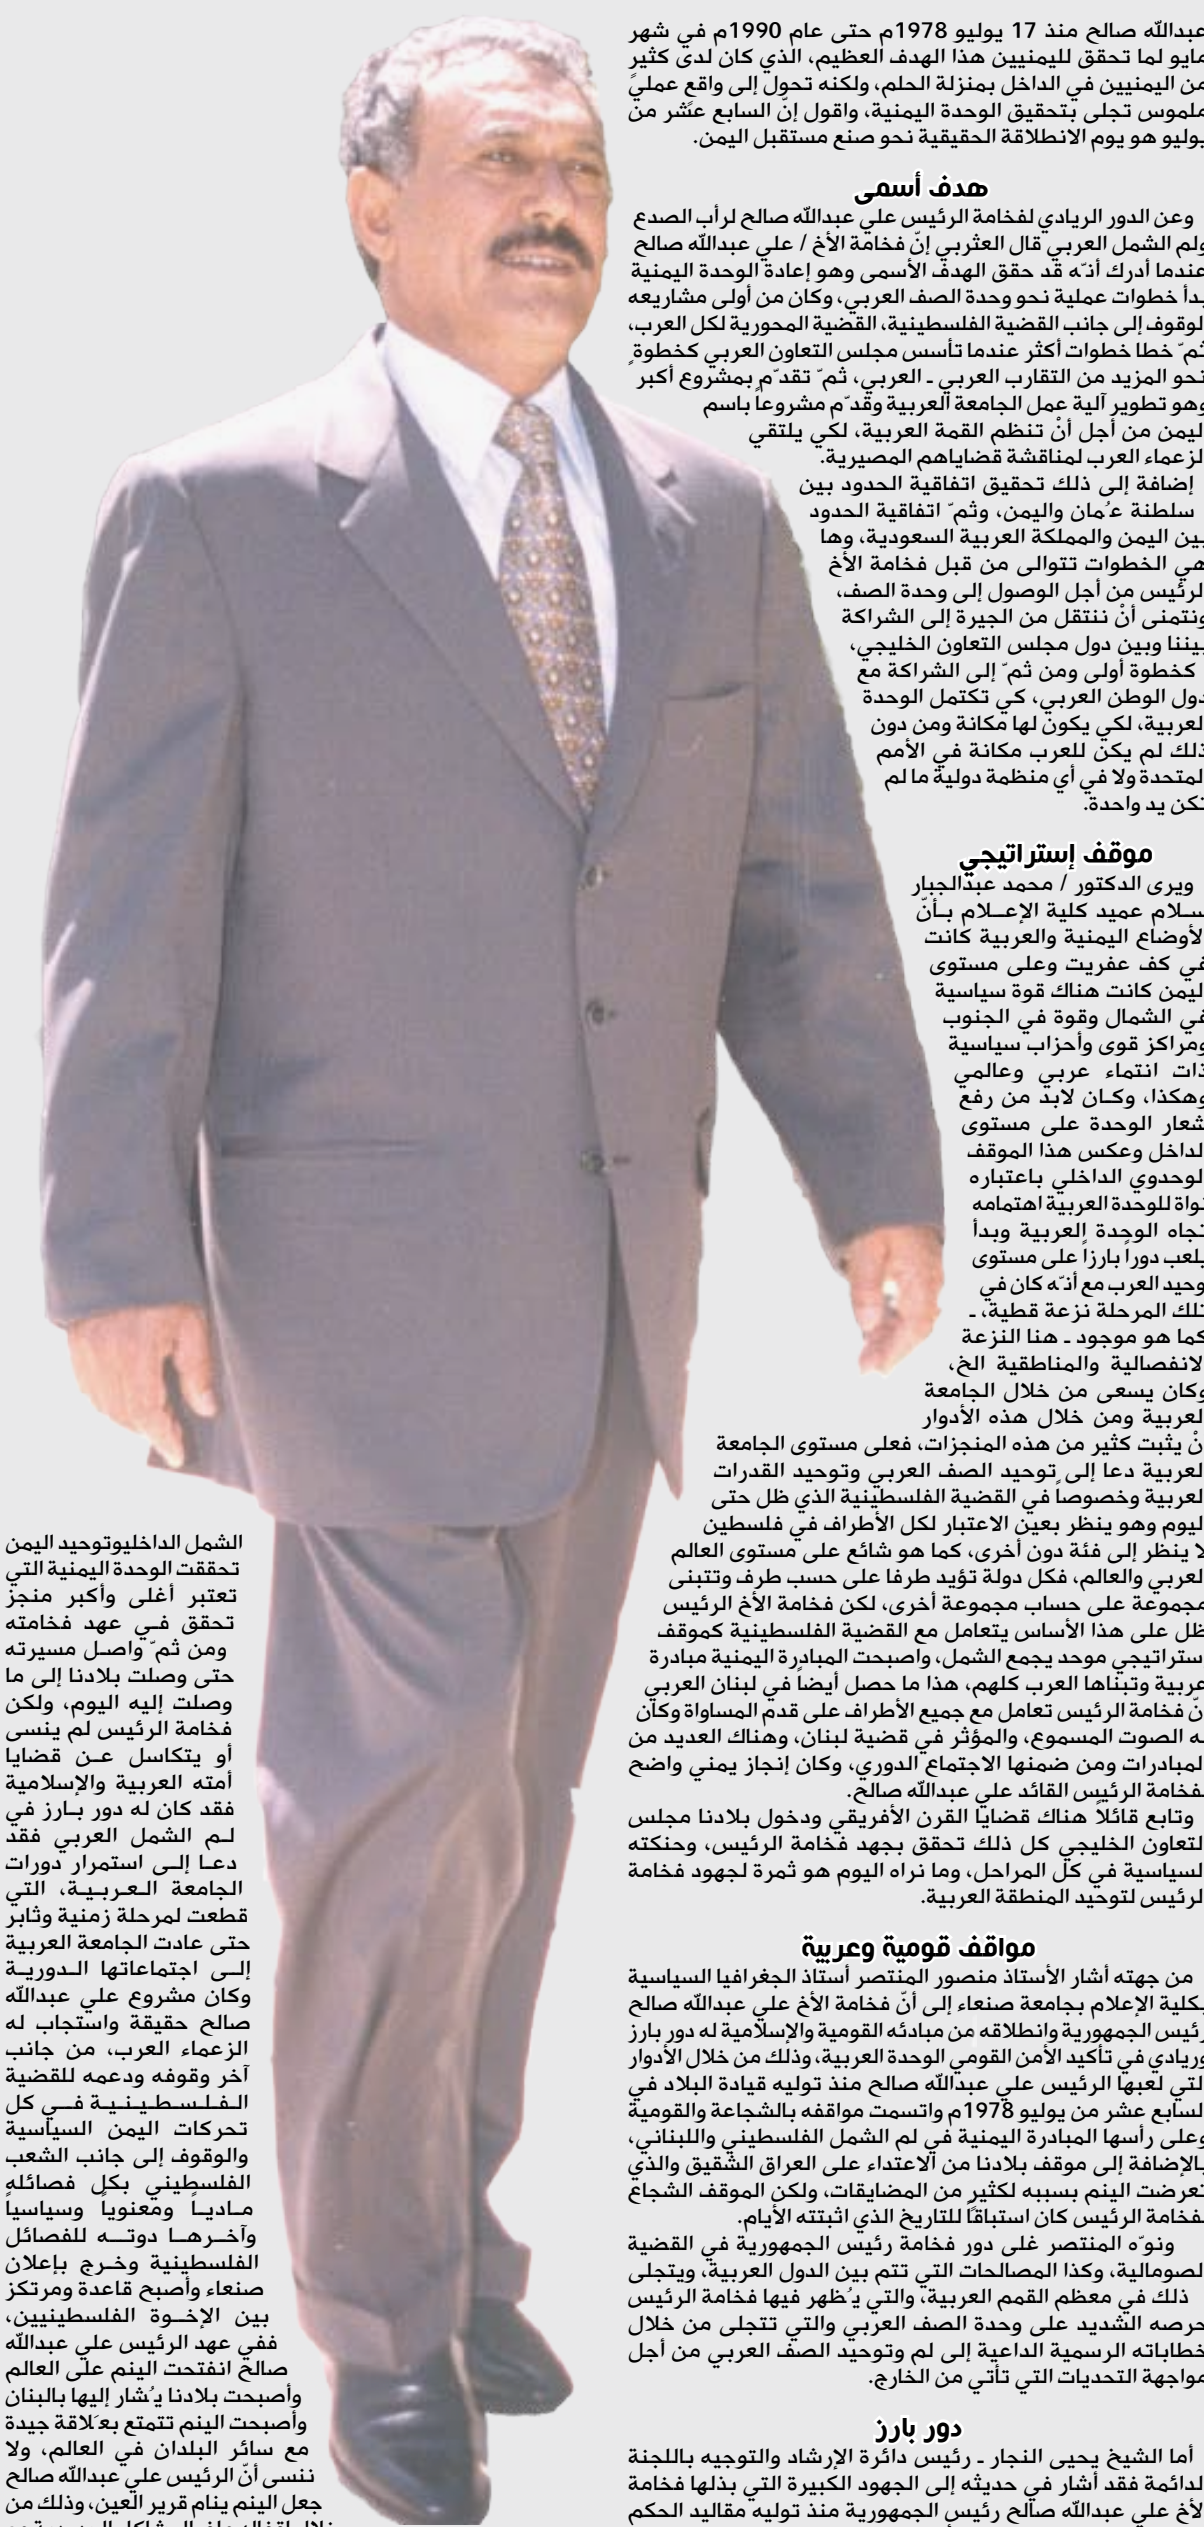 عبدالله صالح منذ 17 يوليو 1978م حتى عام 1990م في شهر
مايو لما تحقق لليمنيين هذا الهدف العظيم، الذي كان لدى كثيرٍ
من اليمنيين في الداخل بمنزلة الحلم، ولكنه تحول إلى واقع عمليً
ملموس تجلى بتحقيق الوحدة اليمنية، واقول إنّ السابع عشر من
يوليو هو يوم الانطلاقة الحقيقية نحو صنع مستقبل اليمن.
هدف أسمى
وعن الدور الريادي لفخامة الرئيس علي عبدالله صالح لرأب الصدع
ولم الشمل العربي قال العثربي إنّ فخامة الأخ / علي عبدالله صالح
عندما أدرك أنّه قد حقق الهدف الأسمى وهو إعادة الوحدة اليمنية
بدأ خطوات عملية نحو وحدة الصف العربي، وكان من أولى مشاريعه
الوقوف إلى جانب القضية الفلسطينية، القضية المحورية لكل العرب،
ثمّ خطا خطوات أكثر عندما تأسس مجلس التعاون العربي كخطوةٍ
نحو المزيد من التقارب العربي ـ العربي، ثمّ تقدّم بمشروع أكبر
وهو تطوير آلية عمل الجامعة العربية وقدّم مشروعاً باسم
اليمن من أجل أنْ تنظم القمة العربية، لكي يلتقي
الزعماء العرب لمناقشة قضاياهم المصيرية.
إضافة إلى ذلك تحقيق اتفاقية الحدود بين
سلطنة عُمان واليمن، وثمّ اتفاقية الحدود
بين اليمن والمملكة العربية السعودية، وها
هي الخطوات تتوالى من قبل فخامة الأخ
الرئيس من أجل الوصول إلى وحدة الصف،
ونتمنى أنْ ننتقل من الجيرة إلى الشراكة
بيننا وبين دول مجلس التعاون الخليجي،
كخطوة أولى ومن ثمّ إلى الشراكة مع
دول الوطن العربي، كي تكتمل الوحدة
العربية، لكي يكون لها مكانة ومن دون
ذلك لم يكن للعرب مكانة في الأمم
المتحدة ولا في أي منظمة دولية ما لم
تكن يد واحدة.
موقف إستراتيجي
ويرى الدكتور / محمد عبدالجبار
سـلام عميد كلية الإعــلام بـأنّ
الأوضاع اليمنية والعربية كانت
في كف عفريت وعلى مستوى
اليمن كانت هناك قوة سياسية
في الشمال وقوة في الجنوب
ومراكز قوى وأحزاب سياسية
ذات انتماء عربي وعالمي
وهكذا، وكـان لابد من رفع
شعار الوحدة على مستوى
الداخل وعكس هذا الموقف
الوحدوي الداخلي باعتباره
نواة للوحدة العربية اهتمامه
تجاه الوحدة العربية وبدأ
يلعب دوراً بارزاً على مستوى
توحيد العرب مع أنّه كان في
تلك المرحلة نزعة قطبية، ـ
كما هو موجود ـ هنا النزعة
الانفصالية والمناطقية الخ،
وكان يسعى من خلال الجامعة
العربية ومن خلال هذه الأدوار
أنْ يثبت كثير من هذه المنجزات، فعلى مستوى الجامعة
العربية دعا إلى توحيد الصف العربي وتوحيد القدرات
العربية وخصوصاً في القضية الفلسطينية الذي ظل حتى
اليوم وهو ينظر بعين الاعتبار لكل الأطراف في فلسطين
لا ينظر إلى فئة دون أخرى، كما هو شائع على مستوى العالم
العربي والعالم، فكل دولة تؤيد طرفا على حسب طرف وتتبنى
مجموعة على حساب مجموعة أخرى، لكن فخامة الأخ الرئيس
ظل على هذا الأساس يتعامل مع القضية الفلسطينية كموقف
إستراتيجي موحد يجمع الشمل، واصبحت المبادرة اليمنية مبادرة
عربية وتبناها العرب كلهم، هذا ما حصل أيضاً في لبنان العربي
أنّ فخامة الرئيس تعامل مع جميع الأطراف على قدم المساواة وكان
له الصوت المسموع، والمؤثر في قضية لبنان، وهناك العديد من
المبادرات ومن ضمنها الاجتماع الدوري، وكان إنجاز يمني واضح
لفخامة الرئيس القائد علي عبدالله صالح.
وتابع قائلاً هناك قضايا القرن الأفريقي ودخول بلادنا مجلس
التعاون الخليجي كل ذلك تحقق بجهد فخامة الرئيس، وحنكته
السياسية في كل المراحل، وما نراه اليوم هو ثمرة لجهود فخامة
الرئيس لتوحيد المنطقة العربية.
مواقف قومية وعربية
من جهته أشار الأستاذ منصور المنتصر أستاذ الجغرافيا السياسية
بكلية الإعلام بجامعة صنعاء إلى أنّ فخامة الأخ علي عبدالله صالح
رئيس الجمهورية وانطلاقه من مبادئه القومية والإسلامية له دور بارز
وريادي في تأكيد الأمن القومي الوحدة العربية، وذلك من خلال الأدوار
التي لعبها الرئيس علي عبدالله صالح منذ توليه قيادة البلاد في
السابع عشر من يوليو 1978م واتسمت مواقفه بالشجاعة والقومية
وعلى رأسها المبادرة اليمنية في لم الشمل الفلسطيني واللبناني،
بالإضافة إلى موقف بلادنا من الاعتداء على العراق الشقيق والذي
تعرضت الينم بسببه لكثير من المضايقات، ولكن الموقف الشجاع
لفخامة الرئيس كان استباقاً للتاريخ الذي اثبتته الأيام.
ونوّه المنتصر غلى دور فخامة رئيس الجمهورية في القضية
الصومالية، وكذا المصالحات التي تتم بين الدول العربية، ويتجلى
ذلك في معظم القمم العربية، والتي يُظهر فيها فخامة الرئيس
حرصه الشديد على وحدة الصف العربي والتي تتجلى من خلال
خطاباته الرسمية الداعية إلى لم وتوحيد الصف العربي من أجل
مواجهة التحديات التي تأتي من الخارج.
دور بارز
أما الشيخ يحيى النجار ـ رئيس دائرة الإرشاد والتوجيه باللجنة
الدائمة فقد أشار في حديثه إلى الجهود الكبيرة التي بذلها فخامة
الأخ علي عبدالله صالح رئيس الجمهورية منذ توليه مقاليد الحكم
الشمل الداخليوتوحيد اليمن
تحققت الوحدة اليمنية التي
تعتبر أغلى وأكبر منجز
تحقق فـي عهد فخامته
ومن ثمّ واصـل مسيرته
حتى وصلت بلادنا إلى ما
وصلت إليه اليوم، ولكن
فخامة الرئيس لم ينسى
أو يتكاسل عـن قضايا
أمته العربية والإسلامية
فقد كان له دور بـارز في
لـم الشمل العربي فقد
دعـا إلـى استمرار دورات
الجامعة الـعـربـيـة، التي
قطعت لمرحلة زمنية وثابر
حتى عادت الجامعة العربية
إلــى اجتماعاتها الـدوريـة
وكان مشروع علي عبدالله
صالح حقيقة واستجاب له
الزعماء العرب، من جانب
آخر وقوفه ودعمه للقضية
الـفـلـسـطـيـنـيـة فــي كل
تحركات اليمن السياسية
والوقوف إلى جانب الشعب
الفلسطيني بكل فصائله
مـاديـاً ومعنوياً وسياسياً
وآخـرهـا دوتــه للفصائل
الفلسطينية وخـرج بإعلان
صنعاء وأصبح قاعدة ومرتكز
بين الإخــوة الفلسطينيين،
ففي عهد الرئيس علي عبدالله
صالح انفتحت الينم على العالم
وأصبحت بلادنا يُشار إليها بالبنان
وأصبحت الينم تتمتع بعَلاقة جيدة
مع سائر البلدان في العالم، ولا
ننسى أنّ الرئيس علي عبدالله صالح
جعل الينم ينام قرير العين، وذلك من